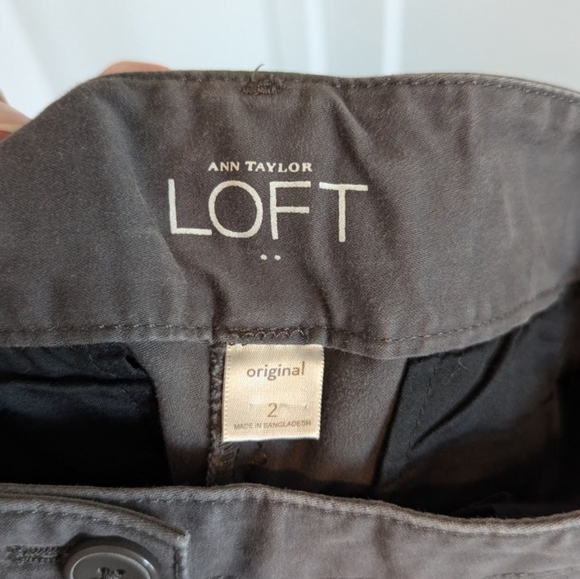 ANN TAYLOR
LOFT
original
2
MADE IN BANGLADESH